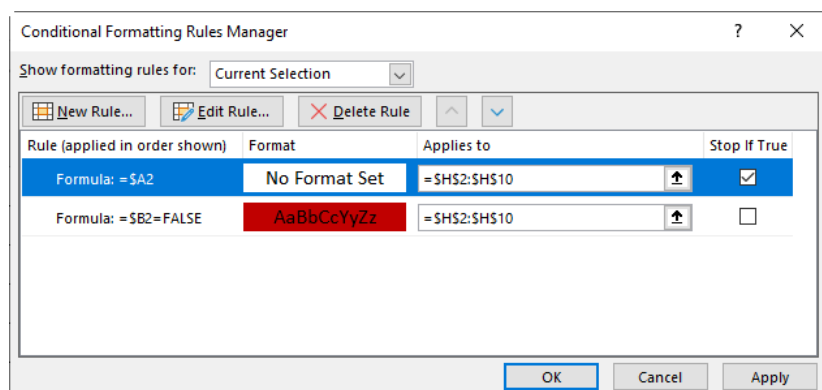 Conditional Formatting Rules Manager ? ×
Show formatting rules for: Current Selection
New Rule... Edit Rule... Delete Rule
Rule (applied in order shown) Format Applies to Stop If True
Formula: =$A2 No Format Set =$H$2:$H$10
Formula: =$B2=FALSE AaBbCcYyZz =$H$2:$H$10
OK Cancel Apply